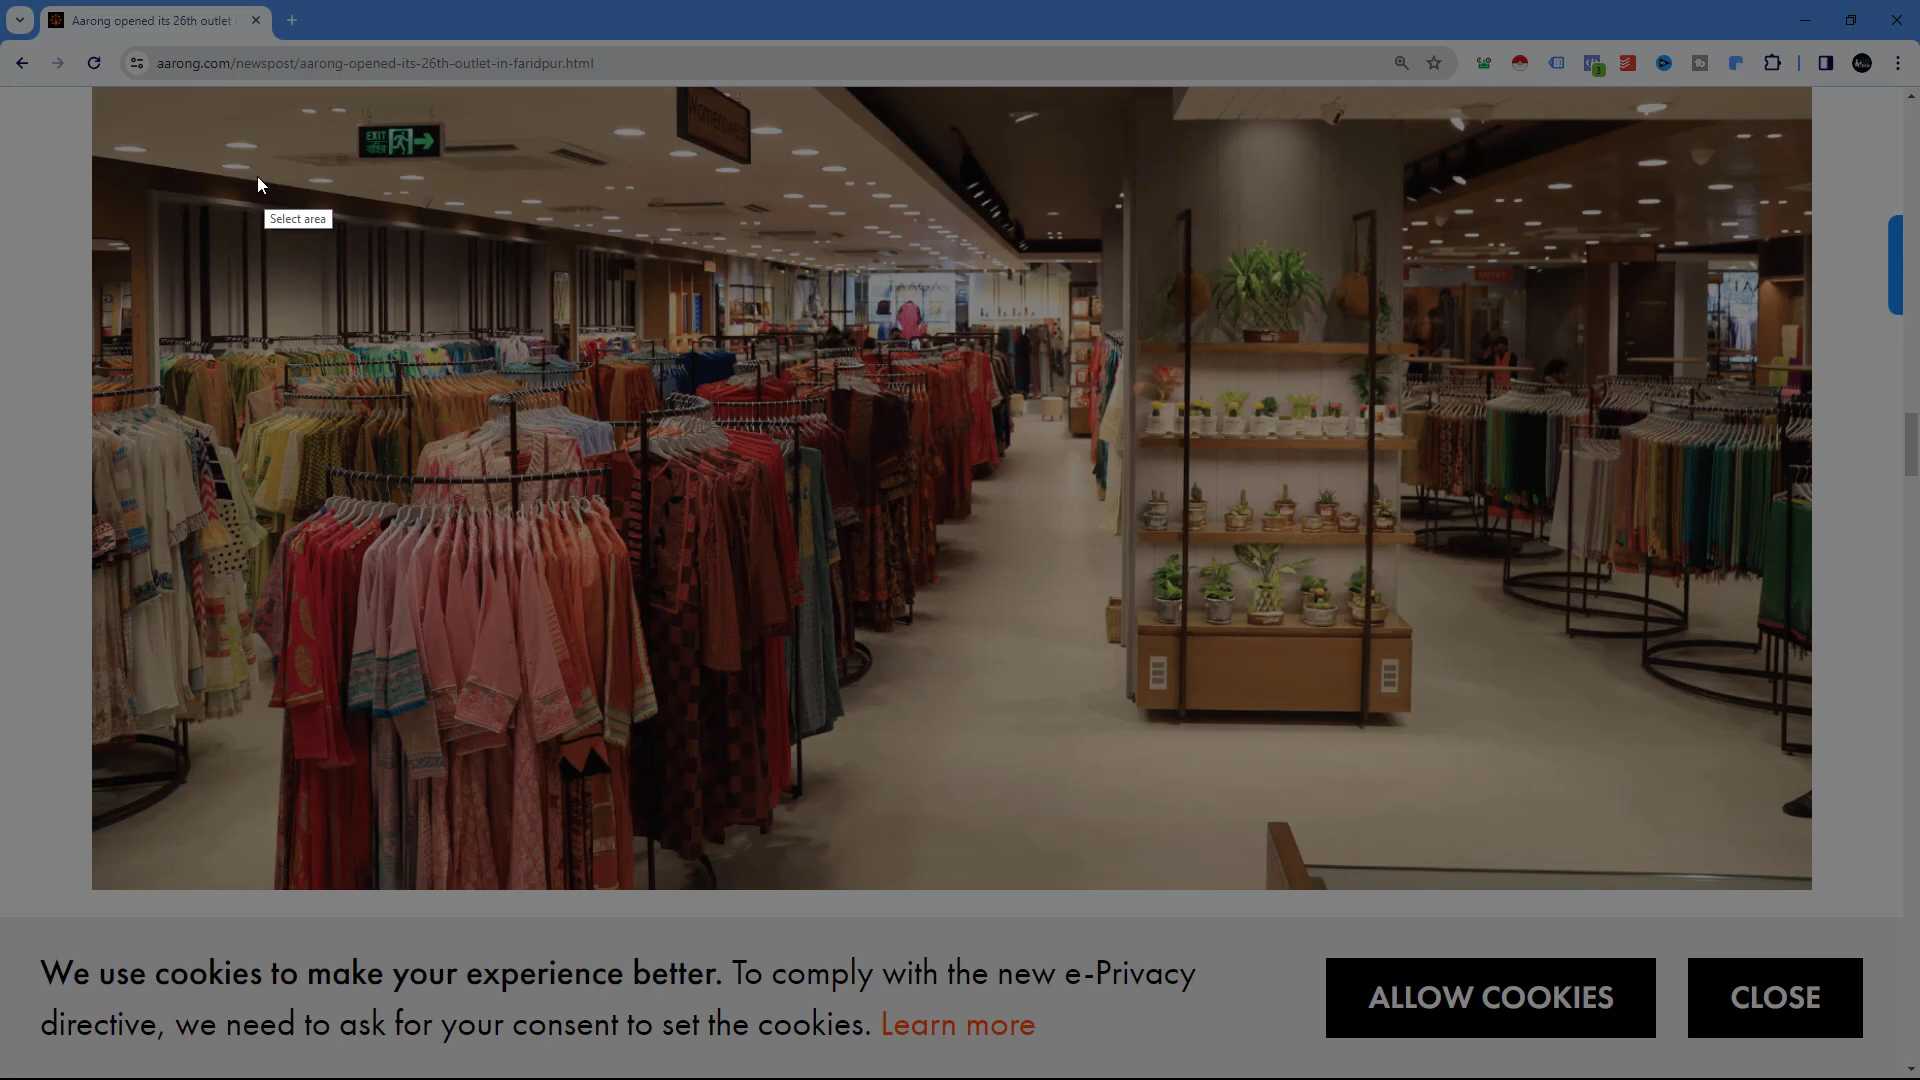 Aarong opened its 26th outlet
aarong.com/newspost/aarong-opened-its-26th-outlet-in-faridpur.html
3
EXIT
বাহির
Womenswear
Select area
We use cookies to make your experience better. To comply with the new e-Privacy
directive, we need to ask for your consent to set the cookies. Learn more
ALLOW COOKIES
CLOSE